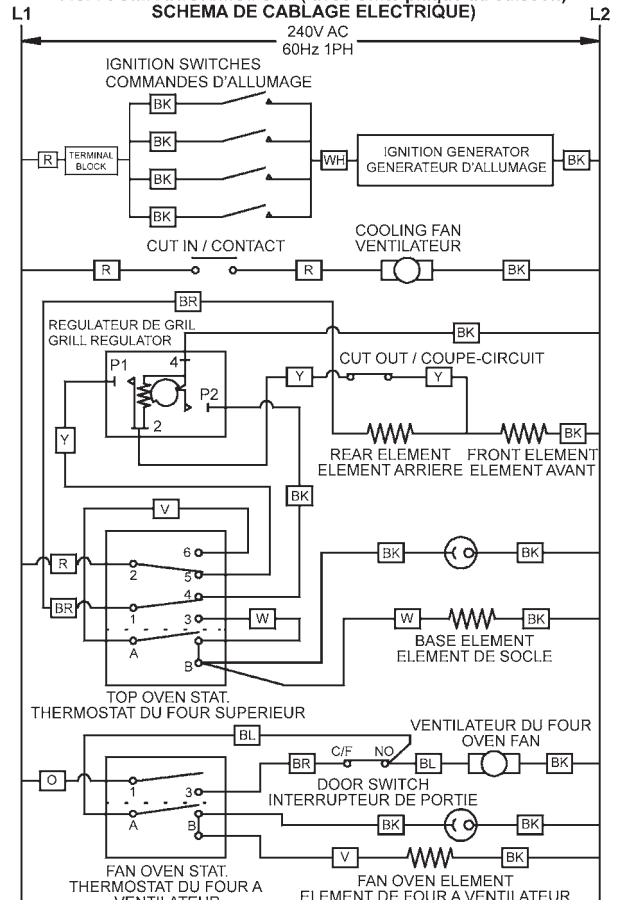 SCHEMA DE CABLAGE ELECTRIQUE)
L1
L2
240V AC
60Hz 1PH
IGNITION SWITCHES
COMMANDES D'ALLUMAGE
BK
BK
BK
BK
R
TERMINAL
BLOCK
WH
IGNITION GENERATOR
GENERATEUR D'ALLUMAGE
BK
CUT IN / CONTACT
COOLING FAN
VENTILATEUR
R
R
BK
BR
REGULATEUR DE GRIL
GRILL REGULATOR
BK
4
P1
P2
2
CUT OUT / COUPE-CIRCUIT
Y
Y
Y
BK
REAR ELEMENT
ELEMENT ARRIERE
FRONT ELEMENT
ELEMENT AVANT
BK
V
6
R
2
5
BK
BK
4
BR
1
3
W
W
BK
A
B
BASE ELEMENT
ELEMENT DE SOCLE
TOP OVEN STAT.
THERMOSTAT DU FOUR SUPERIEUR
VENTILATEUR DU FOUR
OVEN FAN
BL
C/F
NO
O
BR
BL
BK
1
3
DOOR SWITCH
INTERRUPTEUR DE PORTIE
A
B
BK
BK
V
BK
FAN OVEN STAT.
THERMOSTAT DU FOUR A
FAN OVEN ELEMENT
ELEMENT DE FOUR A VENTILATEUR
VENTILATEUR